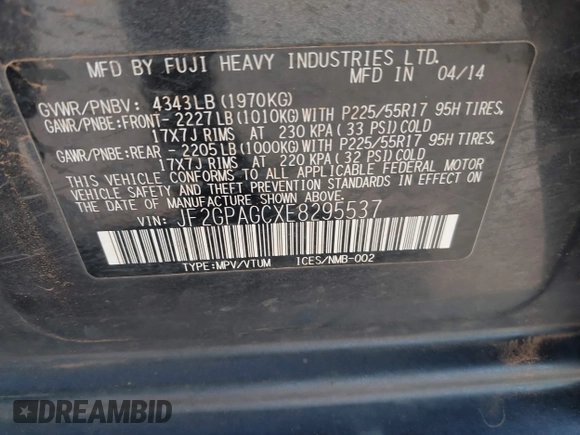 MFD BY FUJI HEAVY INDUSTRIES LTD.
MFD IN 04/14
GVWR/PNBV: 4343LB (1970KG)
GAWR/PNBE:FRONT- 2227LB(1010KG)WITH P225/55R17 95H TIRES,
17X7J RIMS AT 230 KPA (33 PSI)COLD
GAWR/PNBE:REAR - 2205LB(1000KG)WITH P225/55R17 95H TIRES,
17X7J RIMS AT 220 KPA (32 PSI)COLD
THIS VEHICLE CONFORMS TO ALL APPLICABLE FEDERAL MOTOR
VEHICLE SAFETY AND THEFT PREVENTION STANDARDS IN EFFECT ON
THE DATE OF MANUFACTURE SHOWN ABOVE.
VIN: JF2GPAGCXE8295537
TYPE:MPV/VTUM ICES/NMB-002
DREAMBID